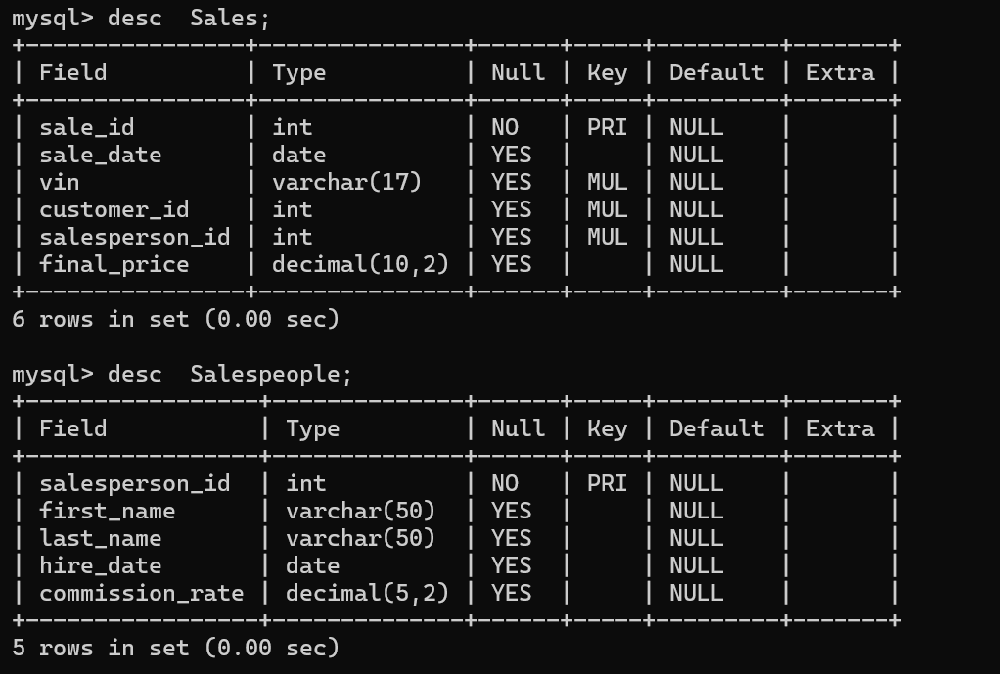 mysql> desc  Sales;
+----------------+---------------+------+-----+---------+-------+
| Field          | Type          | Null | Key | Default | Extra |
+----------------+---------------+------+-----+---------+-------+
| sale_id        | int           | NO   | PRI | NULL    |       |
| sale_date      | date          | YES  |     | NULL    |       |
| vin            | varchar(17)   | YES  | MUL | NULL    |       |
| customer_id    | int           | YES  | MUL | NULL    |       |
| salesperson_id | int           | YES  | MUL | NULL    |       |
| final_price    | decimal(10,2) | YES  |     | NULL    |       |
+----------------+---------------+------+-----+---------+-------+
6 rows in set (0.00 sec)

mysql> desc  Salespeople;
+-----------------+--------------+------+-----+---------+-------+
| Field           | Type         | Null | Key | Default | Extra |
+-----------------+--------------+------+-----+---------+-------+
| salesperson_id  | int          | NO   | PRI | NULL    |       |
| first_name      | varchar(50)  | YES  |     | NULL    |       |
| last_name       | varchar(50)  | YES  |     | NULL    |       |
| hire_date       | date         | YES  |     | NULL    |       |
| commission_rate | decimal(5,2) | YES  |     | NULL    |       |
+-----------------+--------------+------+-----+---------+-------+
5 rows in set (0.00 sec)